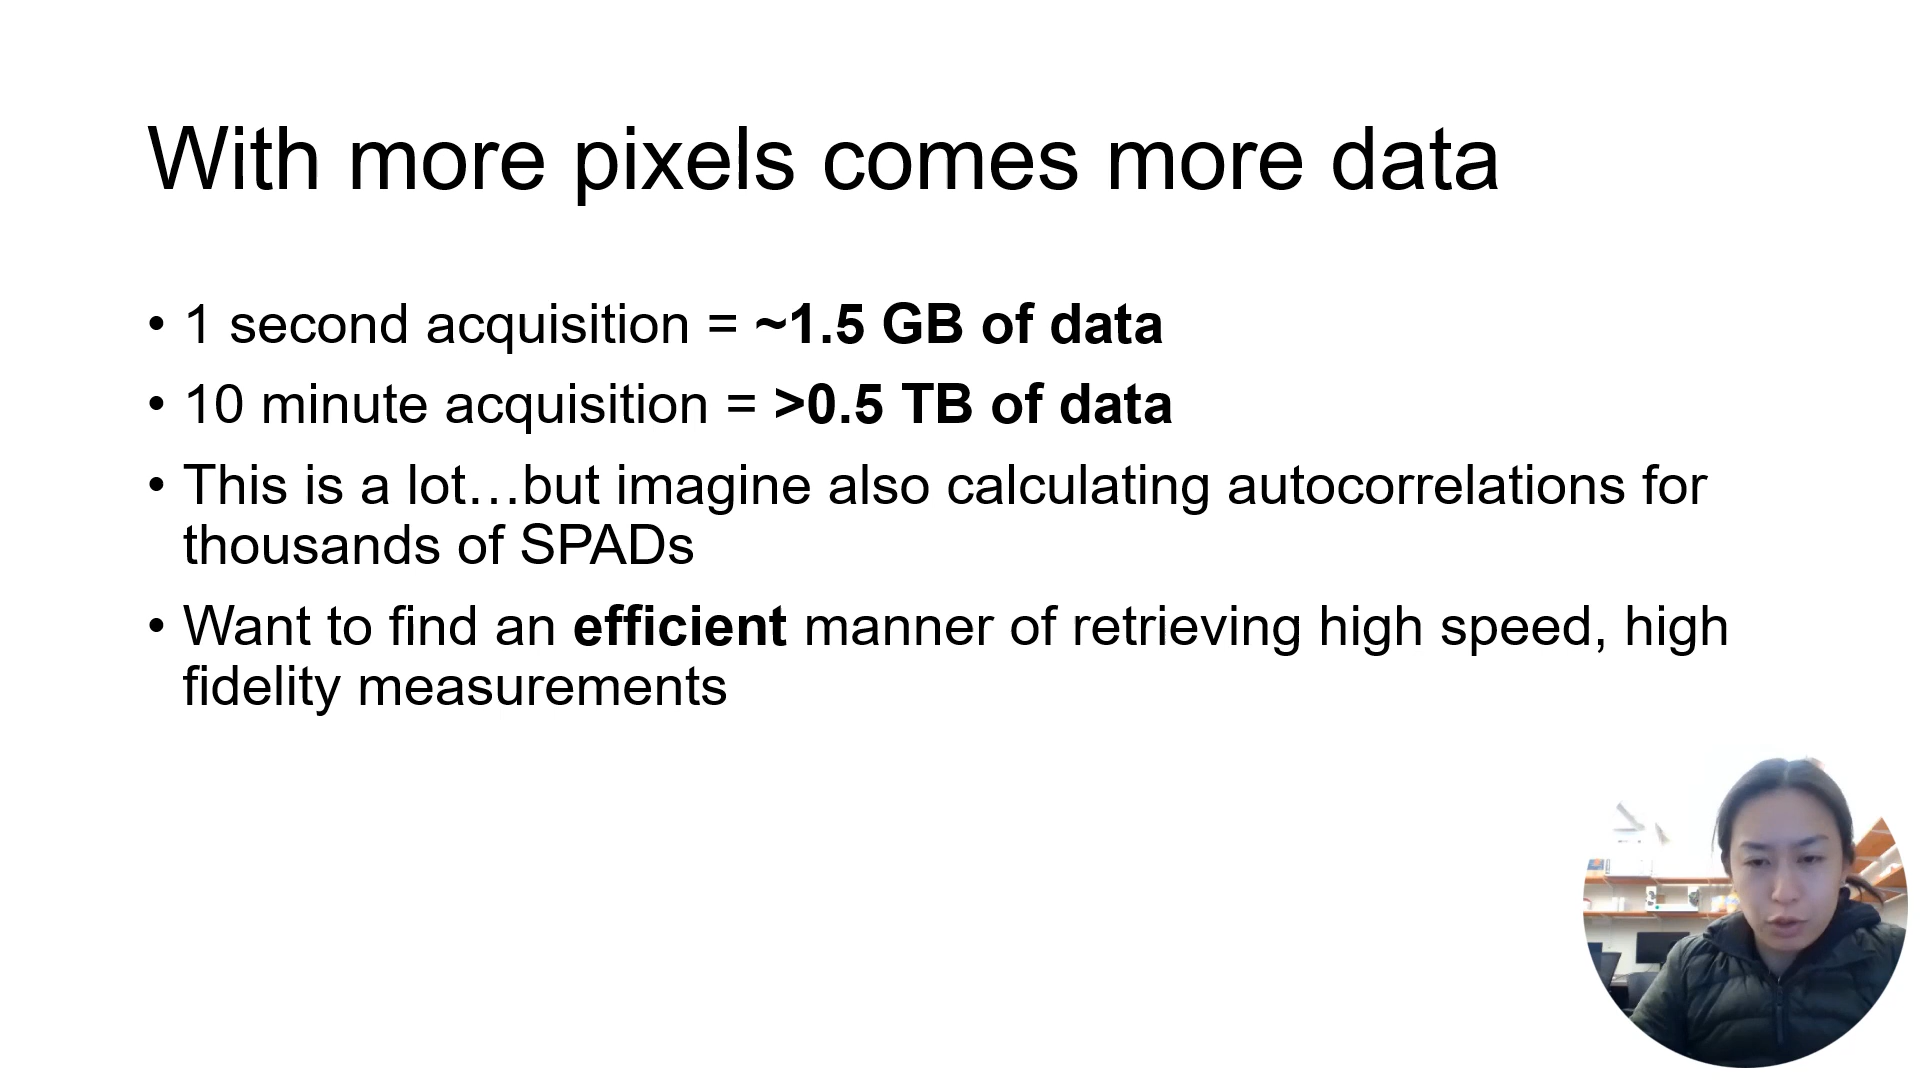 With more pixels comes more data
• 1 second acquisition = ~1.5 GB of data
• 10 minute acquisition = >0.5 TB of data
• This is a lot…but imagine also calculating autocorrelations for
thousands of SPADs
• Want to find an efficient manner of retrieving high speed, high
fidelity measurements